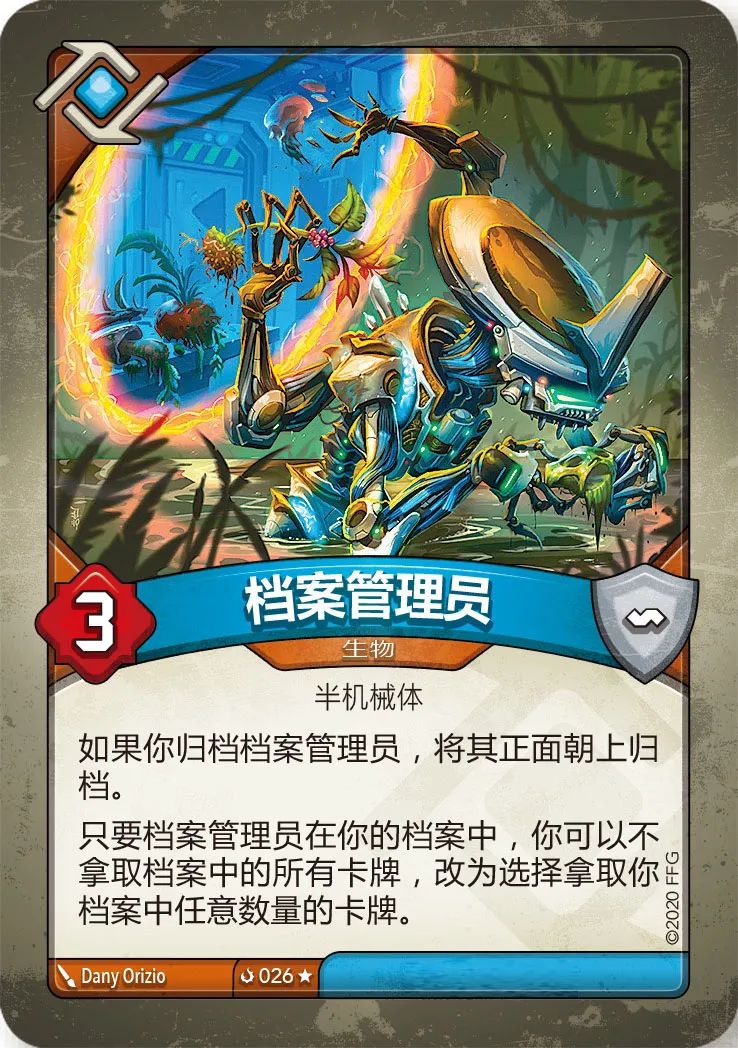 档案管理员
3
生物
半机械体
如果你归档档案管理员，将其正面朝上归
档。
只要档案管理员在你的档案中，你可以不
拿取档案中的所有卡牌，改为选择拿取你
档案中任意数量的卡牌。
©2020 FFG
Dany Orizio
026